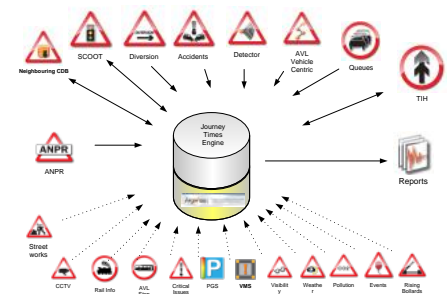 Neighbouring CDB
SCOOT
Diversion
Accidents
Detector
AVL
Vehicle
Centric
Queues
TIH
Journey
Times
Engine
ANPR
ANPR
Reports
Street
works
CCTV
Rail Info
AVL
Critical
Issues
P
PGS
VMS
Visibilit
y
Weathe
r
Pollution
Events
Rising
Bollards